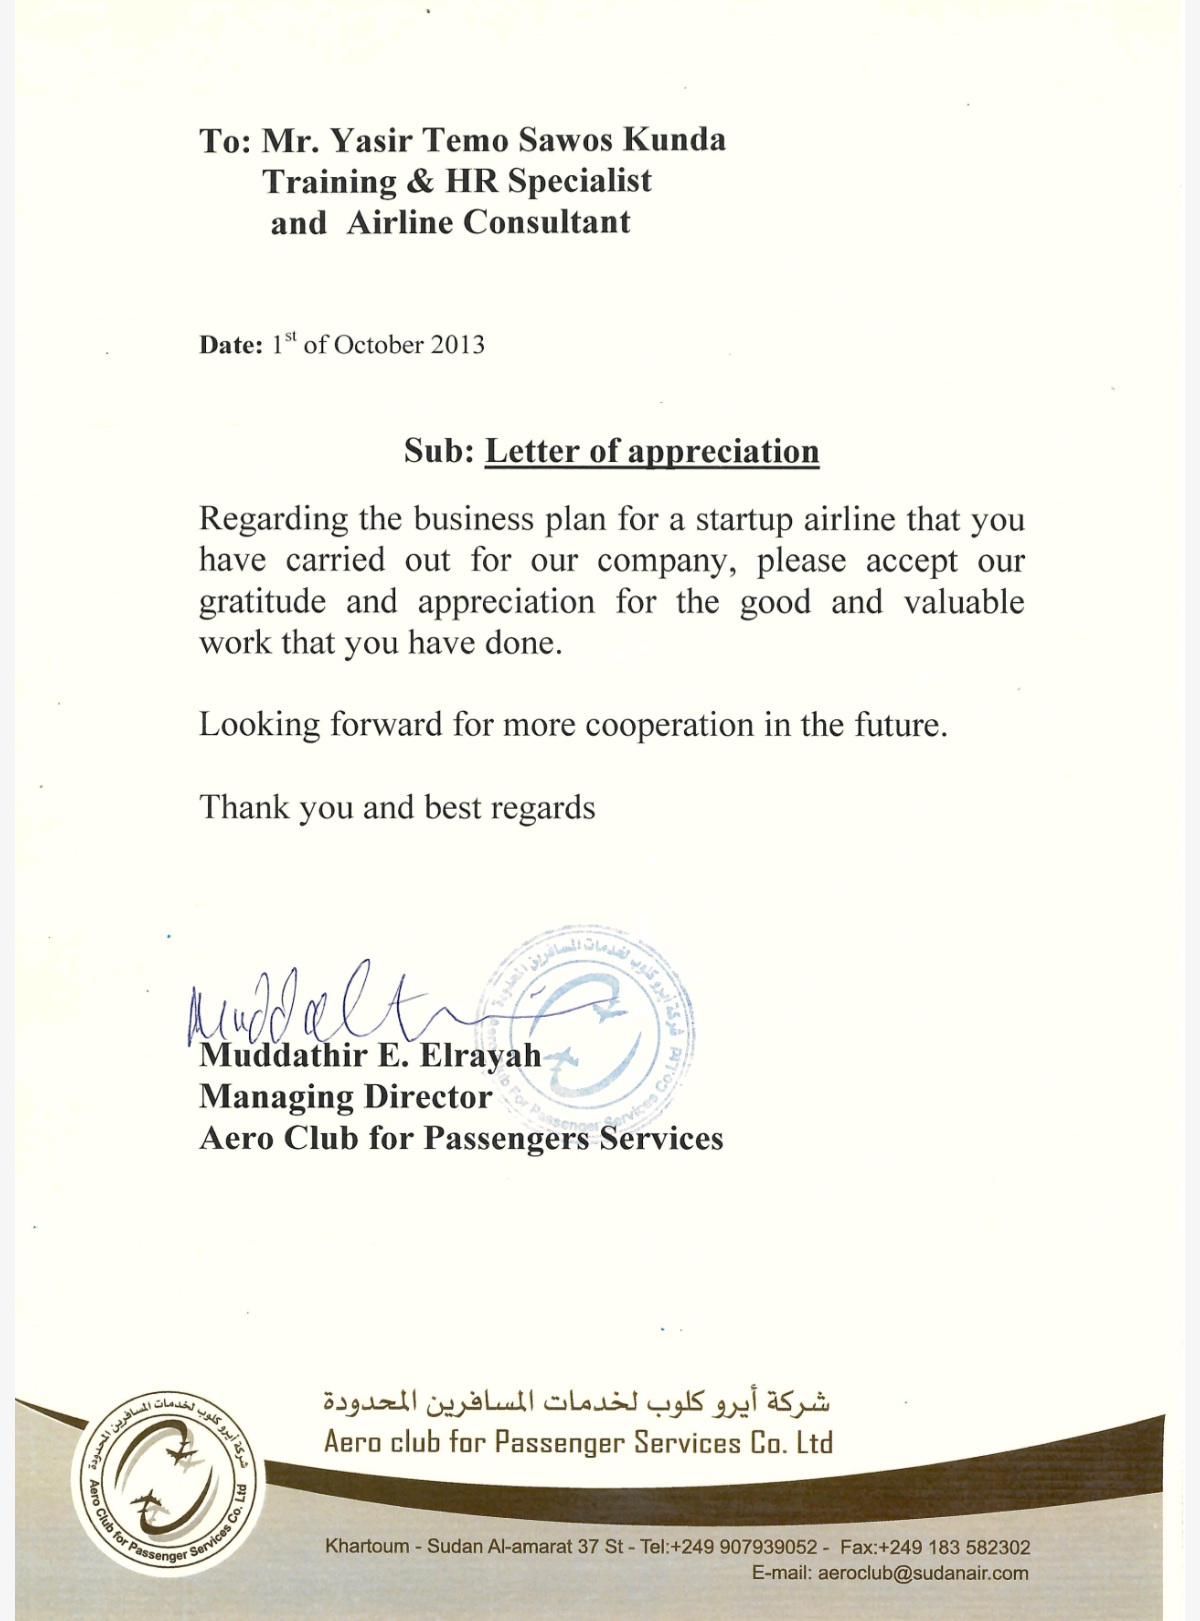 To: Mr. Yasir Temo Sawos Kunda
Training & HR Specialist
and Airline Consultant
Date: 1st of October 2013
Sub: Letter of appreciation
Regarding the business plan for a startup airline that you
have carried out for our company, please accept our
gratitude and appreciation for the good and valuable
work that you have done.
Looking forward for more cooperation in the future.
Thank you and best regards
شركة أيرو كلوب لخدمات المسافرين المحدودة
Aero Club For Passenger Services Co.Ltd
Muddathir E. Elrayah
Managing Director
Aero Club for Passengers Services
شركة أيرو كلوب لخدمات المسافرين المحدودة
Aero club for Passenger Services Co. Ltd
شركة أيرو كلوب لخدمات المسافرين المحدودة
Aero Club for Passenger Services Co. Ltd
Khartoum - Sudan Al-amarat 37 St - Tel:+249 907939052 - Fax:+249 183 582302
E-mail: aeroclub@sudanair.com